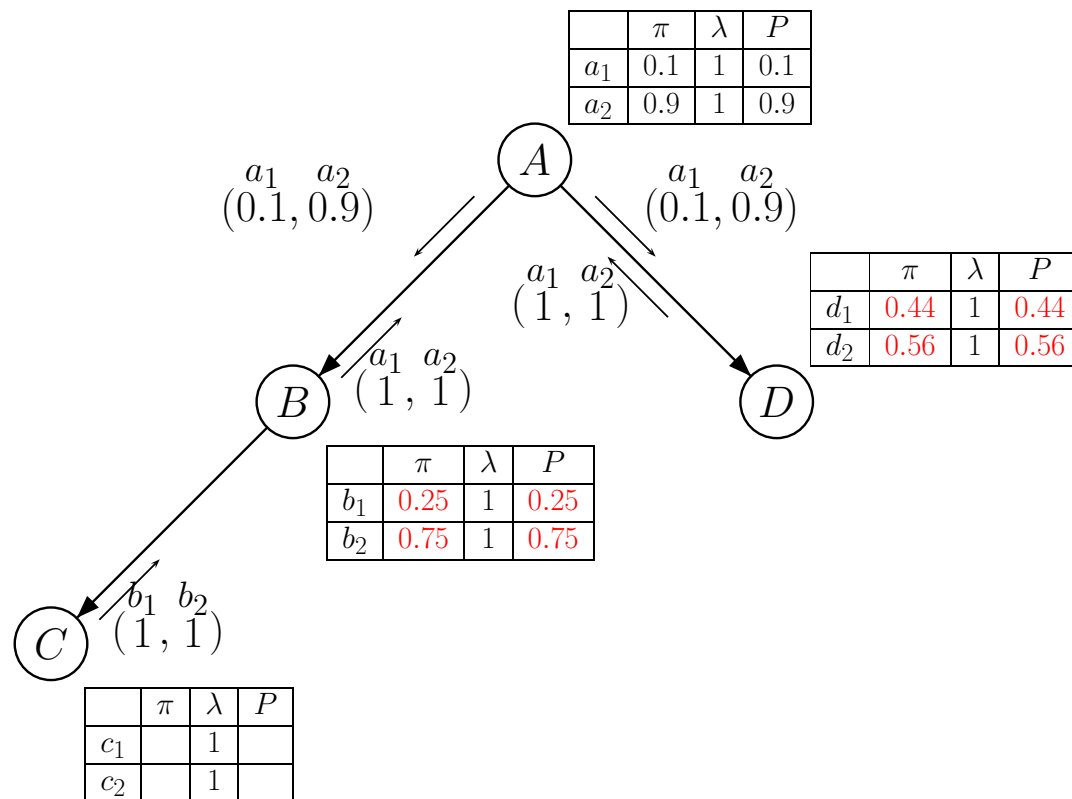 π λ P
a₁ 0.1 1 0.1
a₂ 0.9 1 0.9
A
a₁ a₂
(0.1, 0.9)
a₁ a₂
(0.1, 0.9)
a₁ a₂
(1, 1)
π λ P
d₁ 0.44 1 0.44
d₂ 0.56 1 0.56
a₁ a₂
(1, 1)
B
D
π λ P
b₁ 0.25 1 0.25
b₂ 0.75 1 0.75
b₁ b₂
(1, 1)
C
π λ P
c₁ 1
c₂ 1